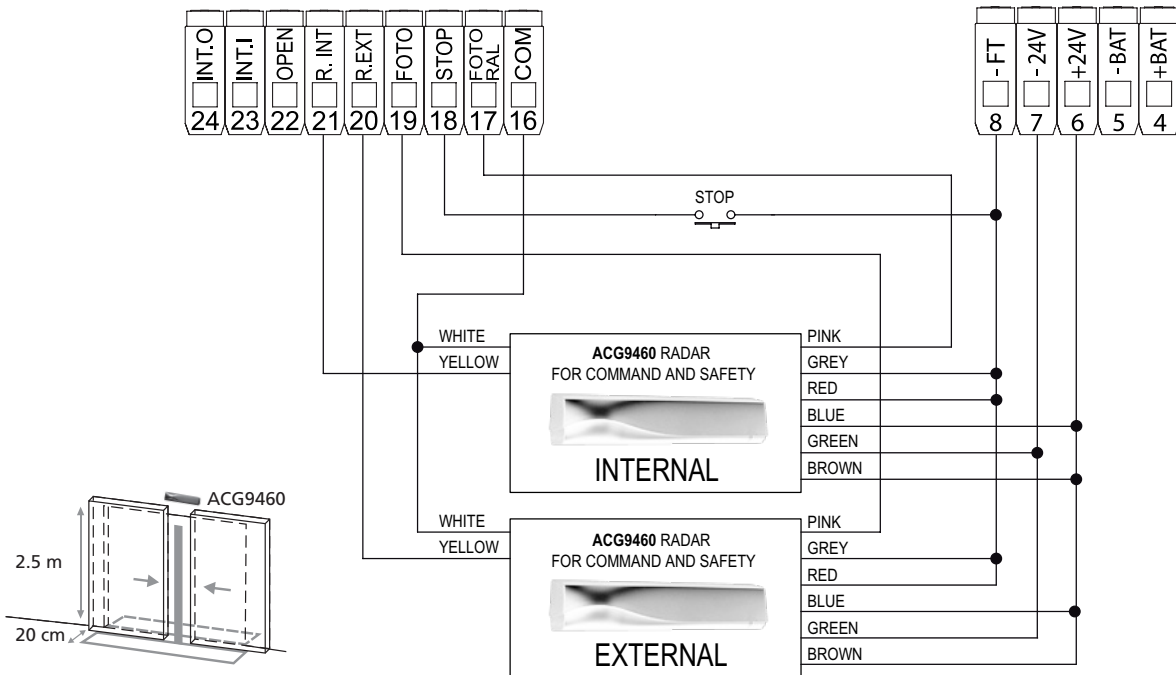 24 INT.O
23 INT.I
22 OPEN
21 R. INT
20 R.EXT
19 FOTO
18 STOP
17 FOTO RAL
16 COM
8 - FT
7 - 24V
6 +24V
5 -BAT
4 +BAT
STOP
WHITE
YELLOW
ACG9460 RADAR
FOR COMMAND AND SAFETY
INTERNAL
PINK
GREY
RED
BLUE
GREEN
BROWN
ACG9460
2.5 m
20 cm
WHITE
YELLOW
ACG9460 RADAR
FOR COMMAND AND SAFETY
EXTERNAL
PINK
GREY
RED
BLUE
GREEN
BROWN